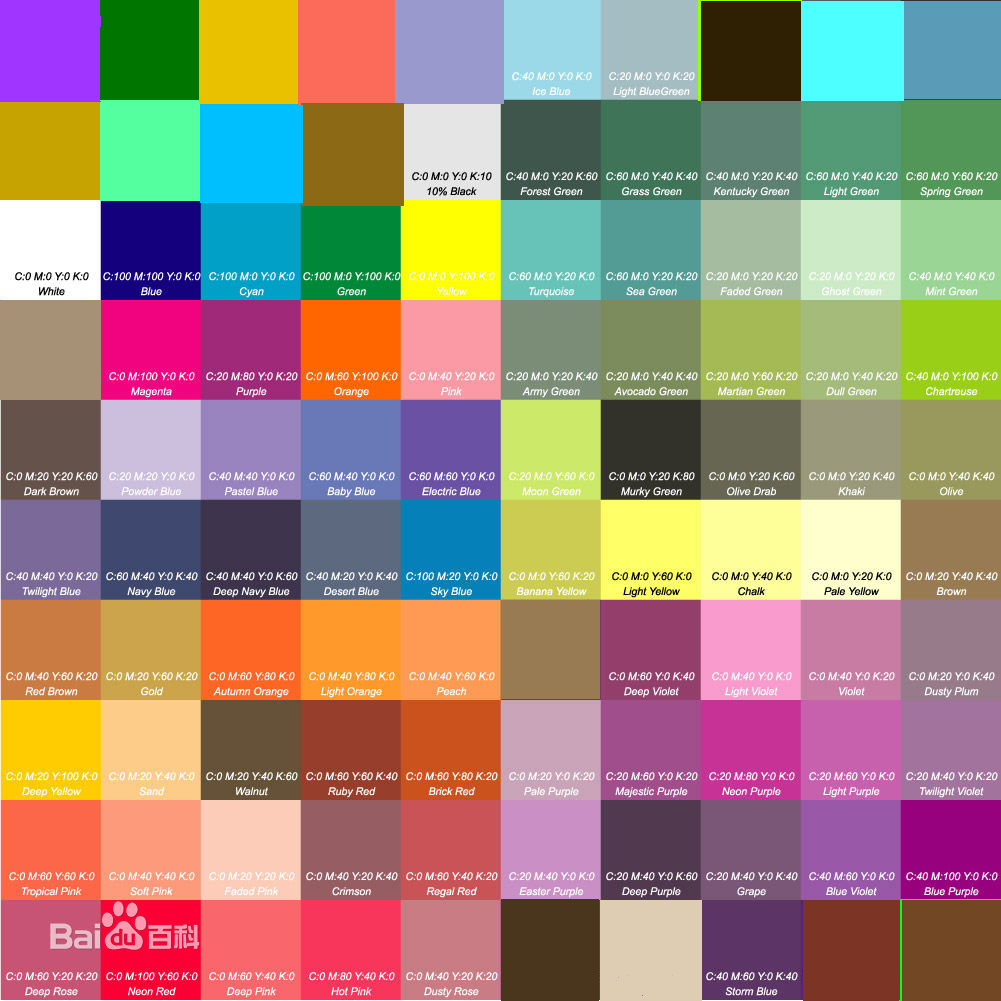 C:40 M:0 Y:0 K:0
Ice Blue
C:20 M:0 Y:0 K:20
Light BlueGreen
C:0 M:0 Y:0 K:10
10% Black
C:40 M:0 Y:20 K:60
Forest Green
C:60 M:0 Y:40 K:40
Grass Green
C:40 M:0 Y:20 K:40
Kentucky Green
C:60 M:0 Y:40 K:20
Light Green
C:60 M:0 Y:60 K:20
Spring Green
C:0 M:0 Y:0 K:0
White
C:100 M:100 Y:0 K:0
Blue
C:100 M:0 Y:0 K:0
Cyan
C:100 M:0 Y:100 K:0
Green
C:0 M:0 Y:100 K:0
Yellow
C:60 M:0 Y:20 K:0
Turquoise
C:60 M:0 Y:20 K:20
Sea Green
C:20 M:0 Y:20 K:20
Faded Green
C:20 M:0 Y:20 K:0
Ghost Green
C:40 M:0 Y:40 K:0
Mint Green
C:0 M:100 Y:0 K:0
Magenta
C:20 M:80 Y:0 K:20
Purple
C:0 M:60 Y:100 K:0
Orange
C:0 M:40 Y:20 K:0
Pink
C:20 M:0 Y:20 K:40
Army Green
C:20 M:0 Y:40 K:40
Avocado Green
C:20 M:0 Y:60 K:20
Martian Green
C:20 M:0 Y:40 K:20
Dull Green
C:40 M:0 Y:100 K:0
Chartreuse
C:0 M:20 Y:20 K:60
Dark Brown
C:20 M:20 Y:0 K:0
Powder Blue
C:40 M:40 Y:0 K:0
Pastel Blue
C:60 M:40 Y:0 K:0
Baby Blue
C:60 M:60 Y:0 K:0
Electric Blue
C:20 M:0 Y:60 K:0
Moon Green
C:0 M:0 Y:20 K:80
Murky Green
C:0 M:0 Y:20 K:60
Olive Drab
C:0 M:0 Y:20 K:40
Khaki
C:0 M:0 Y:40 K:40
Olive
C:40 M:40 Y:0 K:20
Twilight Blue
C:60 M:40 Y:0 K:40
Navy Blue
C:40 M:40 Y:0 K:60
Deep Navy Blue
C:40 M:20 Y:0 K:40
Desert Blue
C:100 M:20 Y:0 K:0
Sky Blue
C:0 M:0 Y:60 K:20
Banana Yellow
C:0 M:0 Y:60 K:0
Light Yellow
C:0 M:0 Y:40 K:0
Chalk
C:0 M:0 Y:20 K:0
Pale Yellow
C:0 M:20 Y:40 K:40
Brown
C:0 M:40 Y:60 K:20
Red Brown
C:0 M:20 Y:60 K:20
Gold
C:0 M:60 Y:80 K:0
Autumn Orange
C:0 M:40 Y:80 K:0
Light Orange
C:0 M:40 Y:60 K:0
Peach
C:0 M:60 Y:0 K:40
Deep Violet
C:0 M:40 Y:0 K:0
Light Violet
C:0 M:40 Y:0 K:20
Violet
C:0 M:20 Y:0 K:40
Dusty Plum
C:0 M:20 Y:100 K:0
Deep Yellow
C:0 M:20 Y:40 K:0
Sand
C:0 M:20 Y:40 K:60
Walnut
C:0 M:60 Y:60 K:40
Ruby Red
C:0 M:60 Y:80 K:20
Brick Red
C:0 M:20 Y:0 K:20
Pale Purple
C:20 M:60 Y:0 K:20
Majestic Purple
C:20 M:80 Y:0 K:0
Neon Purple
C:20 M:60 Y:0 K:0
Light Purple
C:20 M:40 Y:0 K:20
Twilight Violet
C:0 M:60 Y:60 K:0
Tropical Pink
C:0 M:40 Y:40 K:0
Soft Pink
C:0 M:20 Y:20 K:0
Faded Pink
C:0 M:40 Y:20 K:40
Crimson
C:0 M:60 Y:40 K:20
Regal Red
C:20 M:40 Y:0 K:0
Easter Purple
C:20 M:40 Y:0 K:60
Deep Purple
C:20 M:40 Y:0 K:40
Grape
C:40 M:60 Y:0 K:0
Blue Violet
C:40 M:100 Y:0 K:0
Blue Purple
Bai du 百科
C:0 M:60 Y:20 K:20
Deep Rose
C:0 M:100 Y:60 K:0
Neon Red
C:0 M:60 Y:40 K:0
Deep Pink
C:0 M:80 Y:40 K:0
Hot Pink
C:0 M:40 Y:20 K:20
Dusty Rose
C:40 M:60 Y:0 K:40
Storm Blue